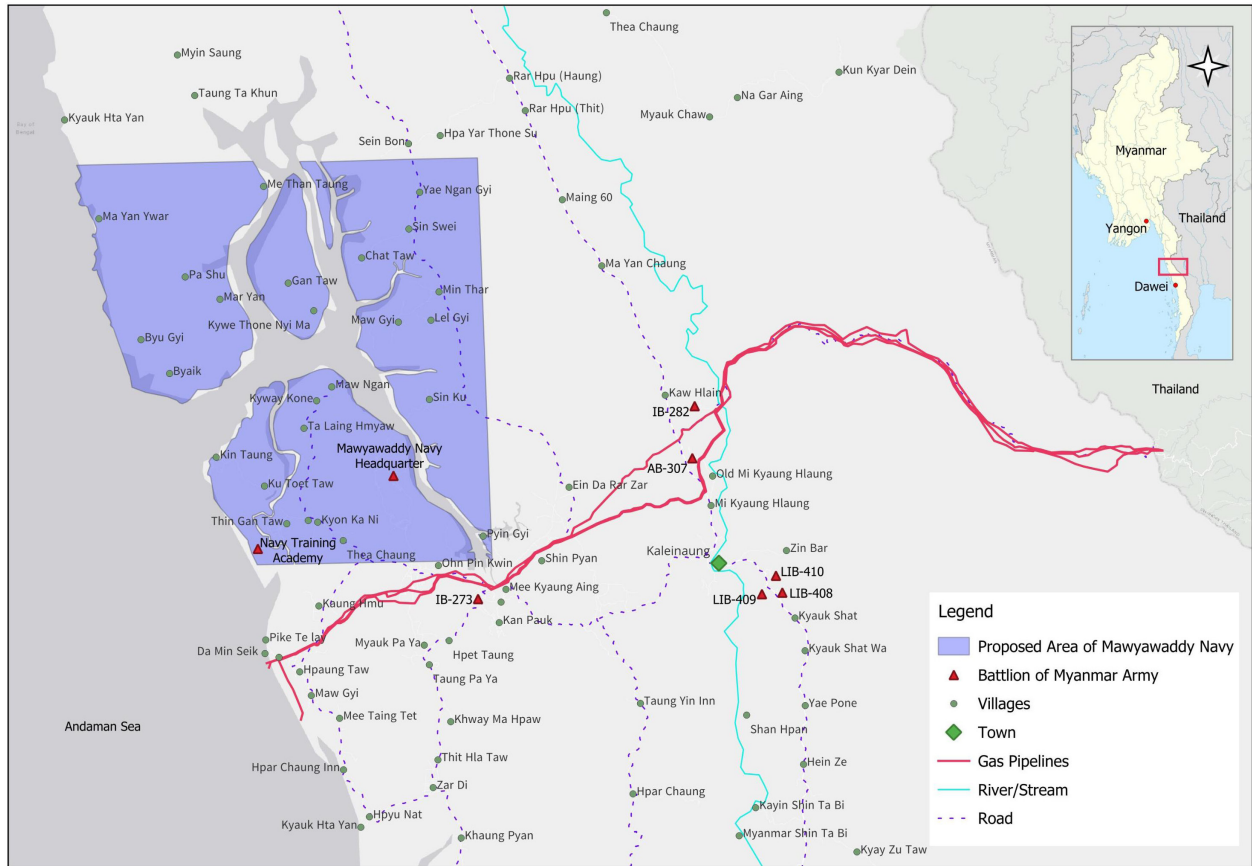 Thea Chaung
Myin Saung
Kun Kyar Dein
Rar Hpu (Haung)
Taung Ta Khun
Na Gar Aing
Rar Hpu (Thit)
Myauk Chaw
Kyauk Hta Yan
Bay of
Bengal
Hpa Yar Thone Su
Sein Bon
Me Than Taung
Yae Ngan Gyi
Maing 60
Ma Yan Ywar
Sin Swei
Chat Taw
Ma Yan Chaung
Pa Shu
Gan Taw
Min Thar
Mar Yan
Kywe Thone Nyi Ma
Maw Gyi
Lel Gyi
Byu Gyi
Byaik
Maw Ngan
Kyway Kone
Sin Ku
Kaw Hlain
IB-282
Ta Laing Hmyaw
Mawyawaddy Navy
Headquarter
Kin Taung
AB-307
Old Mi Kyaung Hlaung
Ku Toet Taw
Ein Da Rar Zar
Mi Kyaung Hlaung
Thin Gan Taw
Kyon Ka Ni
Pyin Gyi
Navy Training
Academy
Thea Chaung
Kaleinaung
Zin Bar
Ohn Pin Kwin
Shin Pyan
LIB-410
Mee Kyaung Aing
IB-273
LIB-409
LIB-408
Kaung Hmu
Kan Pauk
Kyauk Shat
Pike Te lay
Myauk Pa Ya
Da Min Seik
Hpet Taung
Kyauk Shat Wa
Hpaung Taw
Taung Pa Ya
Maw Gyi
Taung Yin Inn
Yae Pone
Mee Taing Tet
Khway Ma Hpaw
Shan Hpan
Andaman Sea
Thit Hla Taw
Hpar Chaung Inn
Hein Ze
Zar Di
Hpar Chaung
Kayin Shin Ta Bi
Hpyu Nat
Kyauk Hta Yan
Khaung Pyan
Myanmar Shin Ta Bi
Kyay Zu Taw
Thailand
Myanmar
Thailand
Yangon
Dawei
Legend
Proposed Area of Mawyawaddy Navy
Battlion of Myanmar Army
Villages
Town
Gas Pipelines
River/Stream
Road